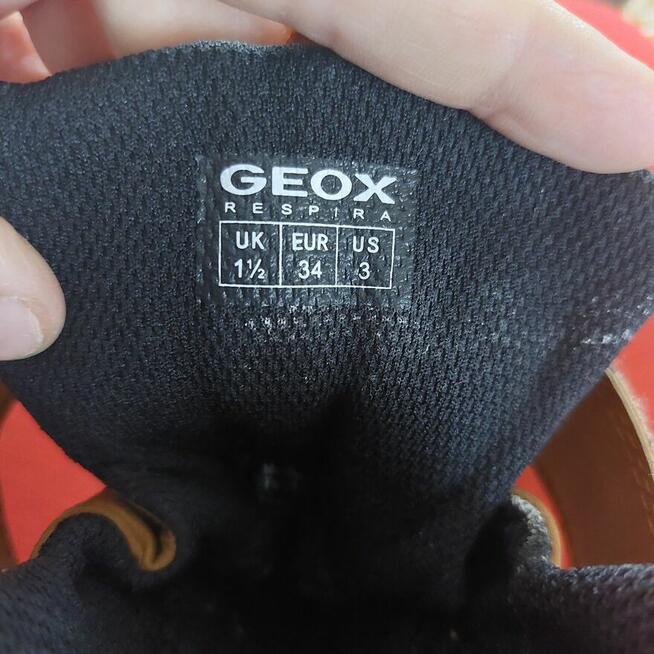 GEOX
RESPIRA
UK EUR US
1½ 34 3